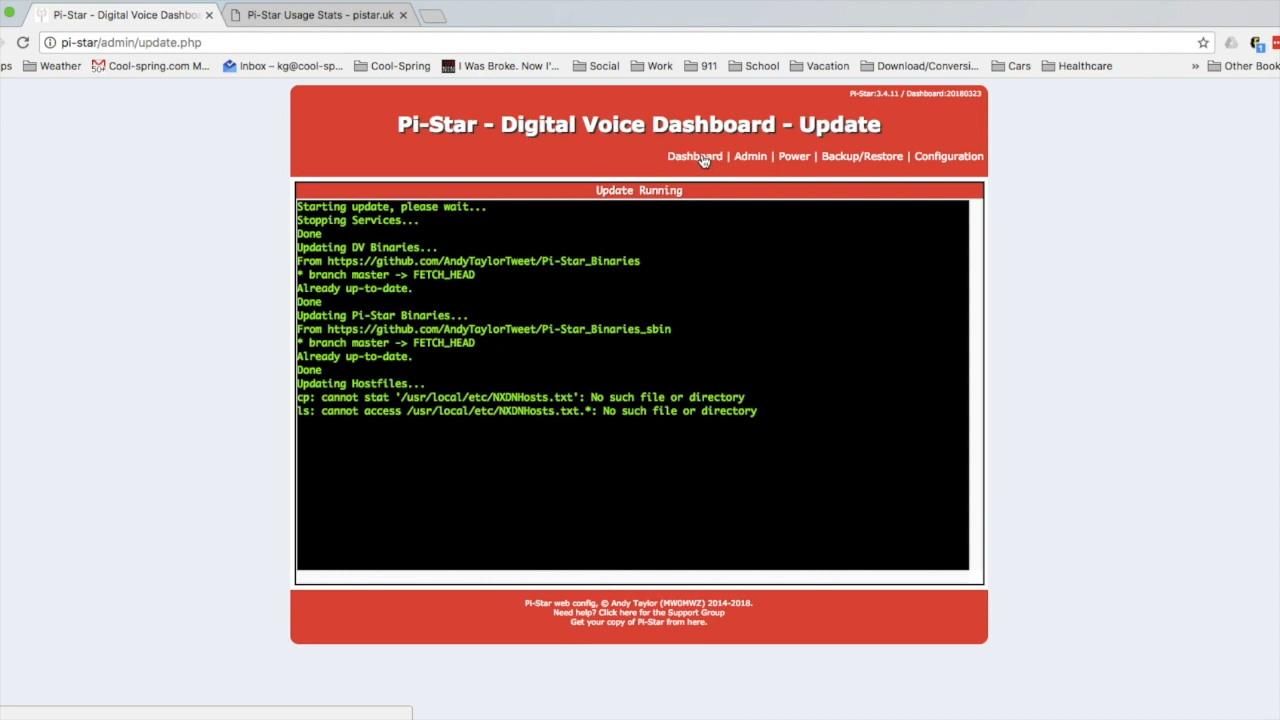 Pi-Star - Digital Voice Dashbo
Pi-Star Usage Stats - pistar.uk
pi-star/admin/update.php
ps
Weather
Cool-spring.com M...
Inbox – kg@cool-sp...
Cool-Spring
I Was Broke. Now I'...
Social
Work
911
School
Vacation
Download/Conversi...
Cars
Healthcare
»
Other Book
Pi-Star:3.4.11 / Dashboard:20180323
Pi-Star - Digital Voice Dashboard - Update
Dashboard | Admin | Power | Backup/Restore | Configuration
Update Running
Starting update, please wait...
Stopping Services...
Done
Updating DV Binaries...
From https://github.com/AndyTaylorTweet/Pi-Star_Binaries
* branch master -> FETCH_HEAD
Already up-to-date.
Done
Updating Pi-Star Binaries...
From https://github.com/AndyTaylorTweet/Pi-Star_Binaries_sbin
* branch master -> FETCH_HEAD
Already up-to-date.
Done
Updating Hostfiles...
cp: cannot stat '/usr/local/etc/NXDNHosts.txt': No such file or directory
ls: cannot access /usr/local/etc/NXDNHosts.txt.*: No such file or directory
Pi-Star web config, © Andy Taylor (MW0MWZ) 2014-2018.
Need help? Click here for the Support Group
Get your copy of Pi-Star from here.